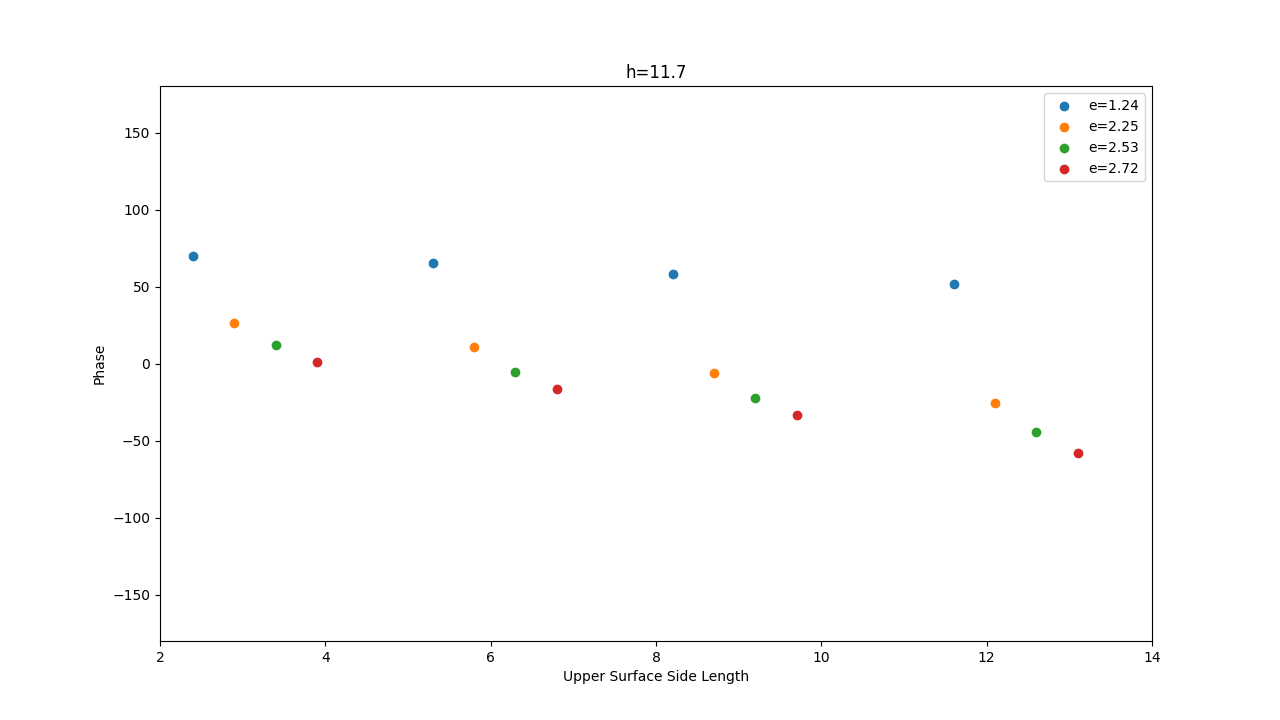 h=11.7
e=1.24
e=2.25
e=2.53
e=2.72
150
100
50
0
−50
−100
−150
Phase
2 4 6 8 10 12 14
Upper Surface Side Length